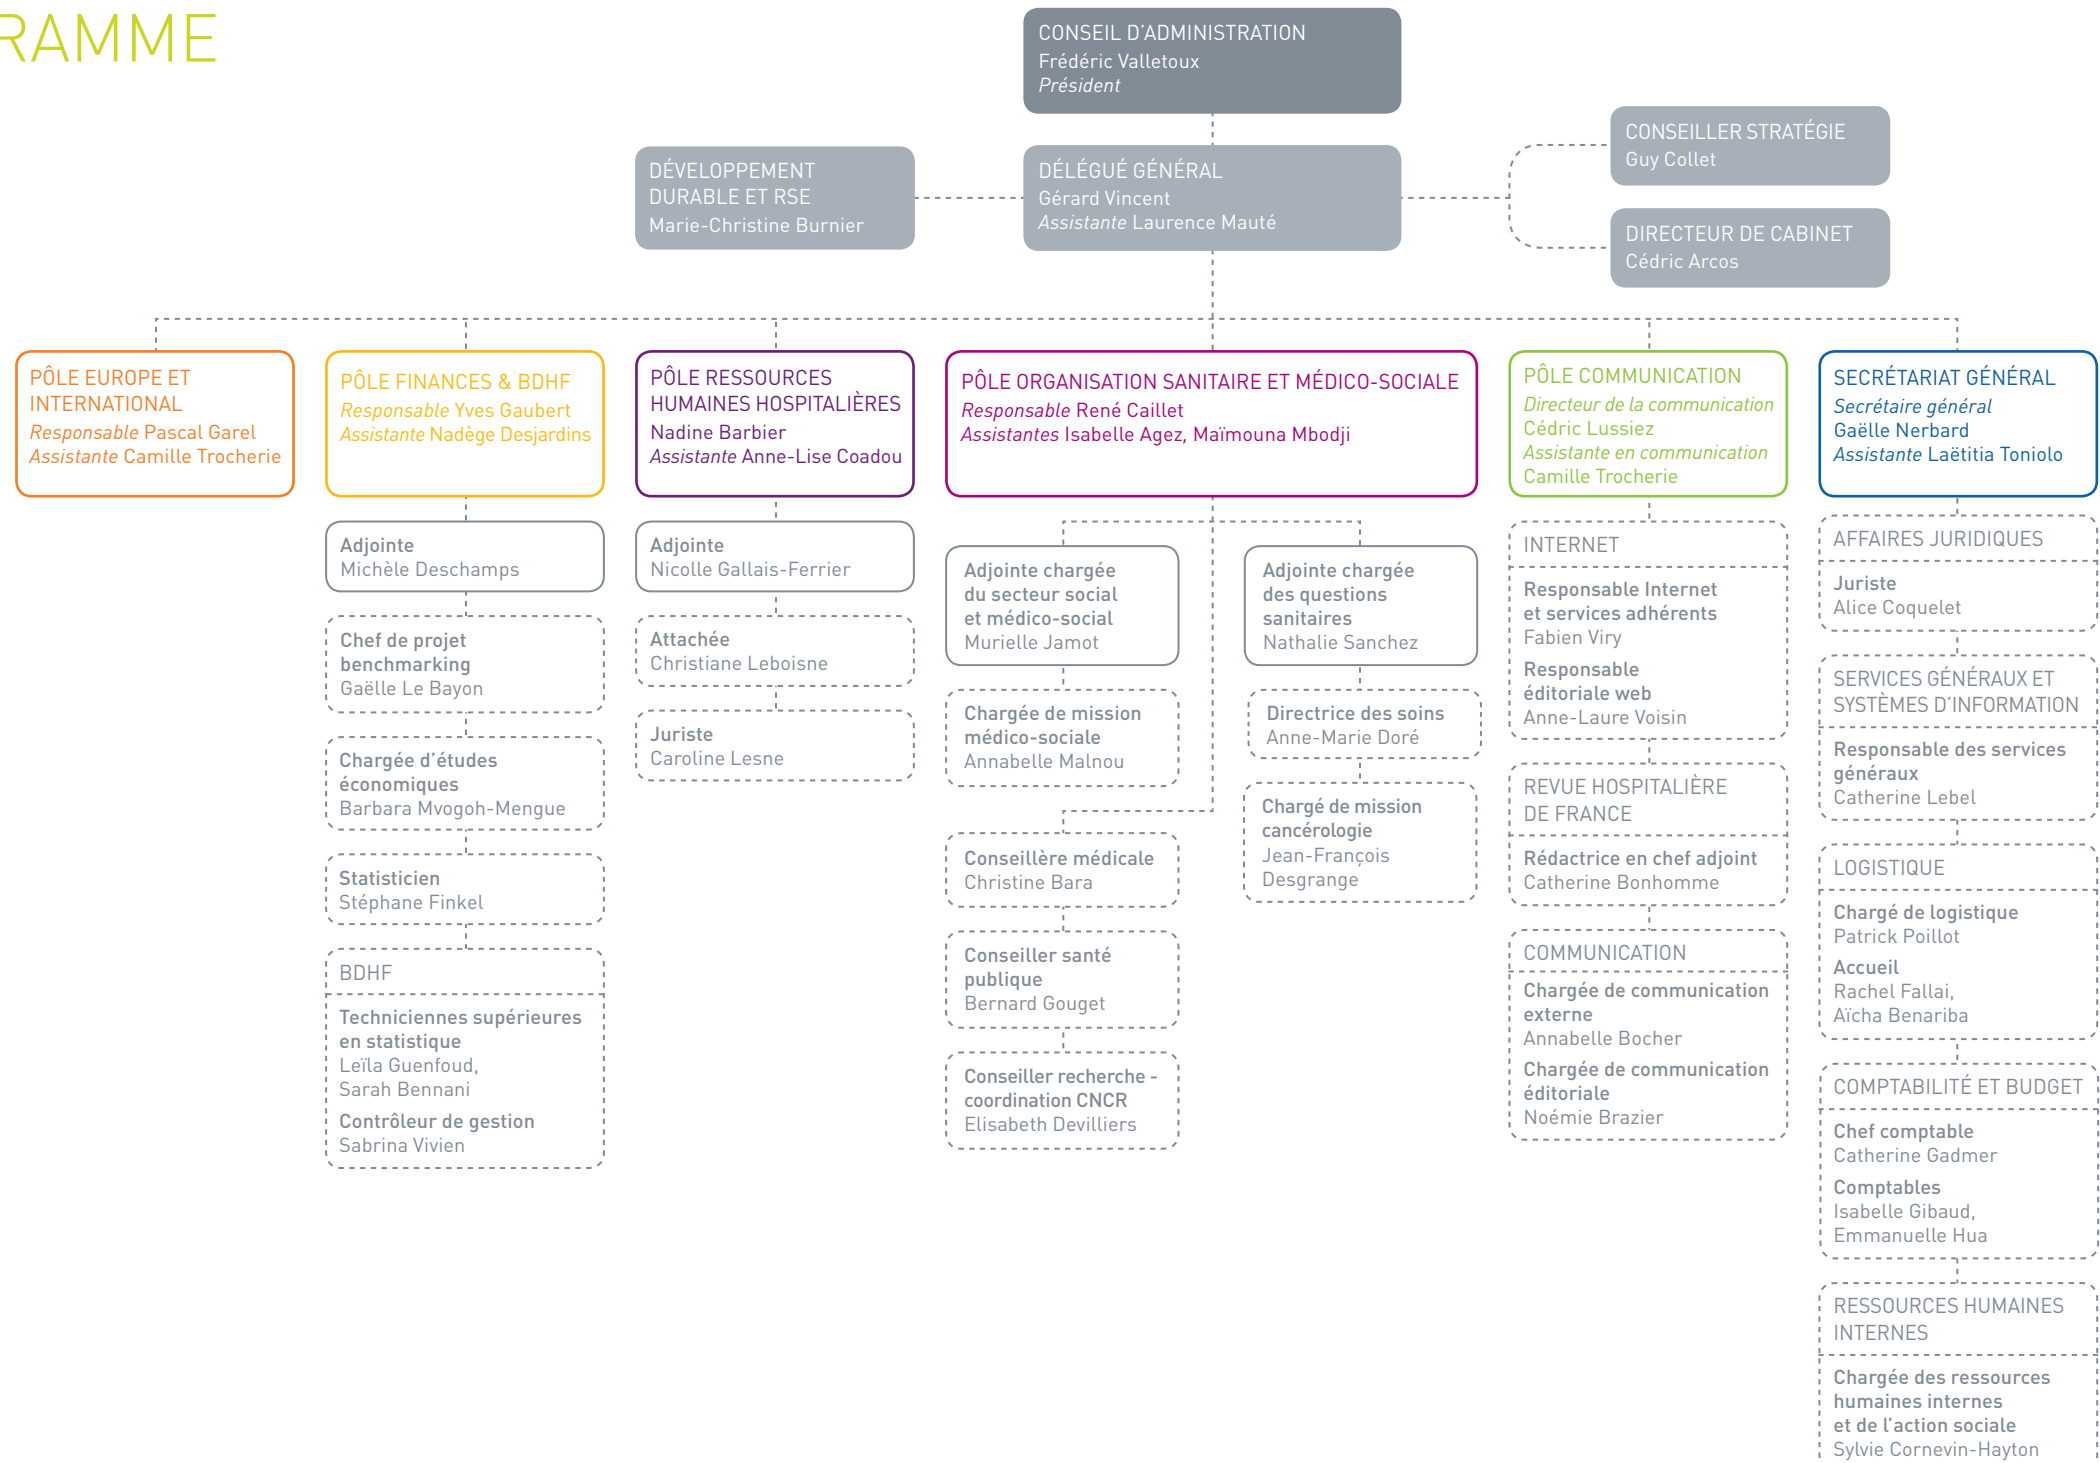 RAMME
CONSEIL D'ADMINISTRATION
Frédéric Valletoux
Président
DÉVELOPPEMENT
DURABLE ET RSE
Marie-Christine Burnier
DÉLÉGUÉ GÉNÉRAL
Gérard Vincent
Assistante Laurence Mauté
CONSEILLER STRATÉGIE
Guy Collet
DIRECTEUR DE CABINET
Cédric Arcos
PÔLE EUROPE ET
INTERNATIONAL
Responsable Pascal Garel
Assistante Camille Trocherie
PÔLE FINANCES & BDHF
Responsable Yves Gaubert
Assistante Nadège Desjardins
Adjointe
Michèle Deschamps
Chef de projet
benchmarking
Gaëlle Le Bayon
Chargée d'études
économiques
Barbara Mvogoh-Mengue
Statisticien
Stéphane Finkel
BDHF
Techniciennes supérieures
en statistique
Leïla Guenfoud,
Sarah Bennani
Contrôleur de gestion
Sabrina Vivien
PÔLE RESSOURCES
HUMAINES HOSPITALIÈRES
Nadine Barbier
Assistante Anne-Lise Coadou
Adjointe
Nicolle Gallais-Ferrier
Attachée
Christiane Leboisne
Juriste
Caroline Lesne
PÔLE ORGANISATION SANITAIRE ET MÉDICO-SOCIALE
Responsable René Caillet
Assistantes Isabelle Agez, Maïmouna Mbodji
Adjointe chargée
du secteur social
et médico-social
Murielle Jamot
Chargée de mission
médico-sociale
Annabelle Malnou
Conseillère médicale
Christine Bara
Conseiller santé
publique
Bernard Gouget
Conseiller recherche -
coordination CNCR
Elisabeth Devilliers
Adjointe chargée
des questions
sanitaires
Nathalie Sanchez
Directrice des soins
Anne-Marie Doré
Chargé de mission
cancérologie
Jean-François
Desgrange
PÔLE COMMUNICATION
Directeur de la communication
Cédric Lussiez
Assistante en communication
Camille Trocherie
INTERNET
Responsable Internet
et services adhérents
Fabien Viry
Responsable
éditoriale web
Anne-Laure Voisin
REVUE HOSPITALIÈRE
DE FRANCE
Rédactrice en chef adjoint
Catherine Bonhomme
COMMUNICATION
Chargée de communication
externe
Annabelle Bocher
Chargée de communication
éditoriale
Noémie Brazier
SECRÉTARIAT GÉNÉRAL
Secrétaire général
Gaëlle Nerbard
Assistante Laëtitia Toniolo
AFFAIRES JURIDIQUES
Juriste
Alice Coquelet
SERVICES GÉNÉRAUX ET
SYSTÈMES D'INFORMATION
Responsable des services
généraux
Catherine Lebel
LOGISTIQUE
Chargé de logistique
Patrick Poillot
Accueil
Rachel Fallai,
Aïcha Benariba
COMPTABILITÉ ET BUDGET
Chef comptable
Catherine Gadmer
Comptables
Isabelle Gibaud,
Emmanuelle Hua
RESSOURCES HUMAINES
INTERNES
Chargée des ressources
humaines internes
et de l'action sociale
Sylvie Cornevin-Hayton